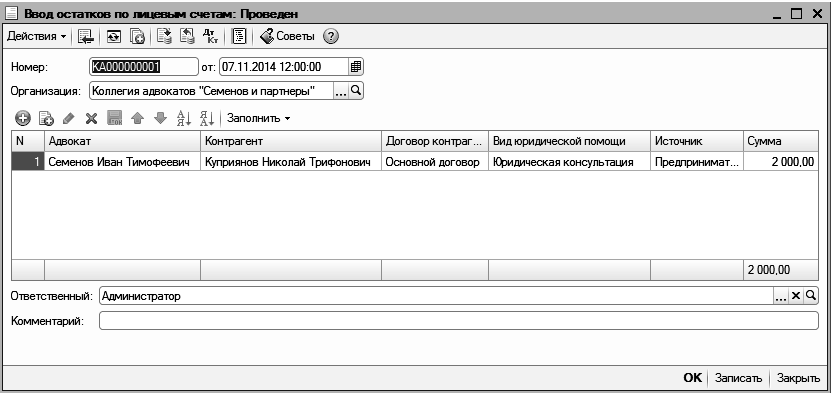 Ввод остатков по лицевым счетам: Проведен
Действия Дт Кт Советы ?
Номер: КА000000001 от: 07.11.2014 12:00:00
Организация: Коллегия адвокатов "Семенов и партнеры" ...
Заполнить
N Адвокат Контрагент Договор контраг... Вид юридической помощи Источник Сумма
1 Семенов Иван Тимофеевич Куприянов Николай Трифонович Основной договор Юридическая консультация Предпринимат... 2 000,00
2 000,00
Ответственный: Администратор ...
Комментарий:
OK Записать Закрыть